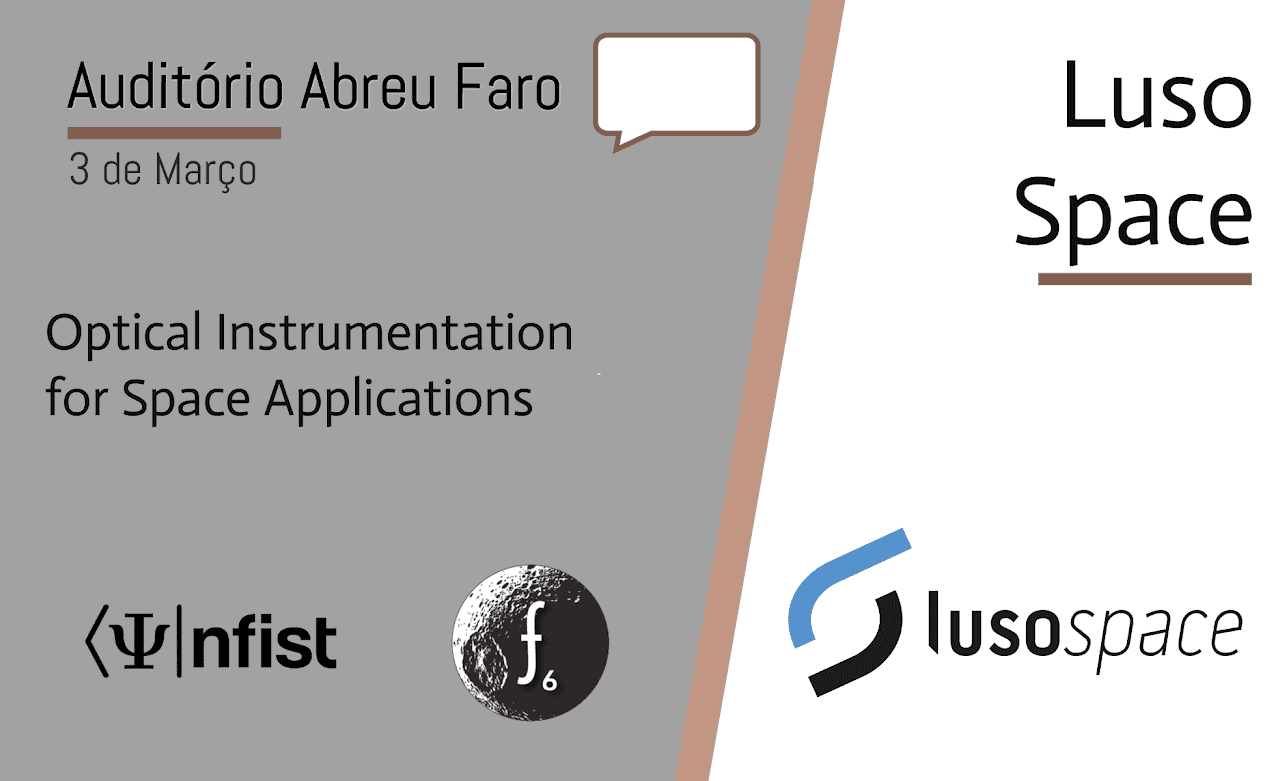 Auditório Abreu Faro
3 de Março
Optical Instrumentation
for Space Applications
⟨Ψ|nfist
f6
Luso
Space
lusospace